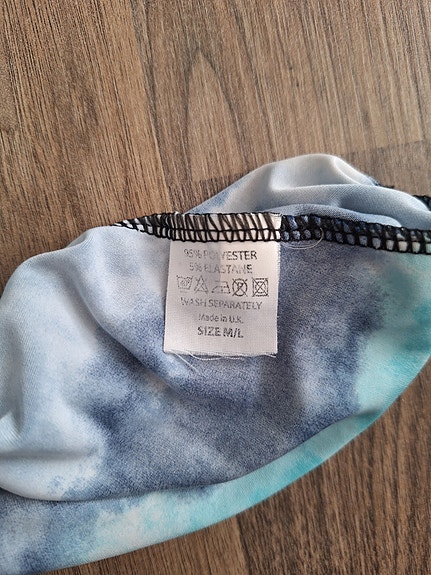 95% POLYESTER
5% ELASTANE
WASH SEPARATELY
Made in U.K.
SIZE M/L